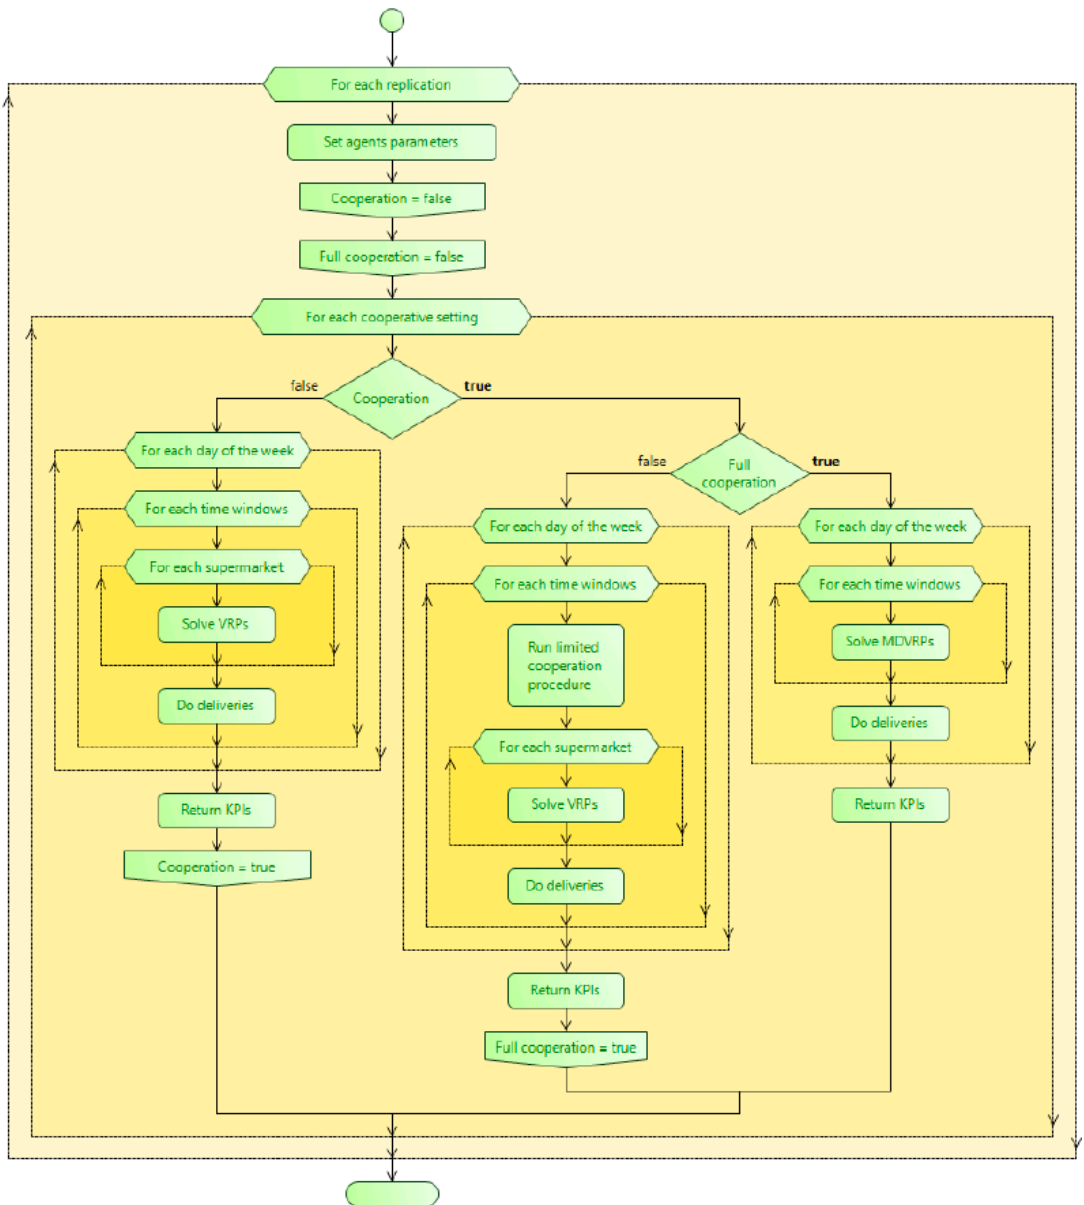 For each replication
Set agents parameters
Cooperation = false
Full cooperation = false
For each cooperative setting
false
Cooperation
true
For each day of the week
For each time windows
For each supermarket
Solve VRPs
Do deliveries
Return KPIs
Cooperation = true
false
Full
cooperation
true
For each day of the week
For each time windows
Run limited
cooperation
procedure
For each supermarket
Solve VRPs
Do deliveries
Return KPIs
Full cooperation = true
For each day of the week
For each time windows
Solve MDVRPs
Do deliveries
Return KPIs